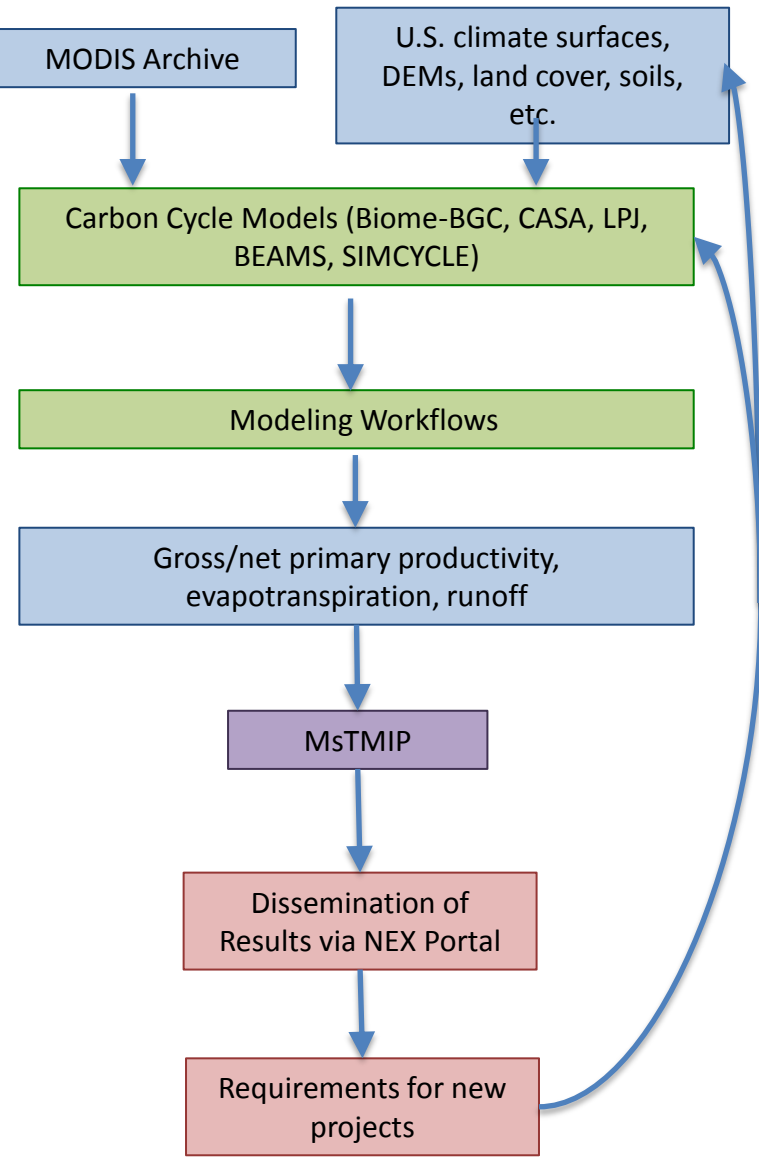 MODIS Archive
U.S. climate surfaces,
DEMs, land cover, soils,
etc.
Carbon Cycle Models (Biome-BGC, CASA, LPJ,
BEAMS, SIMCYCLE)
Modeling Workflows
Gross/net primary productivity,
evapotranspiration, runoff
MsTMIP
Dissemination of
Results via NEX Portal
Requirements for new
projects